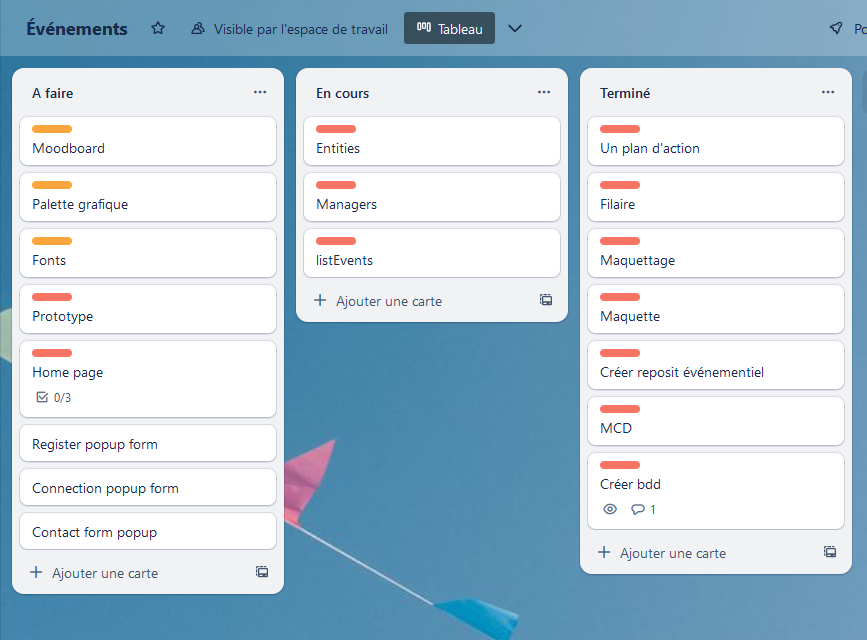 Événements
Visible par l'espace de travail
Tableau
A faire
Moodboard
Palette grafique
Fonts
Prototype
Home page
0/3
Register popup form
Connection popup form
Contact form popup
Ajouter une carte
En cours
Entities
Managers
listEvents
Ajouter une carte
Terminé
Un plan d'action
Filaire
Maquettage
Maquette
Créer reposit événementiel
MCD
Créer bdd
1
Ajouter une carte